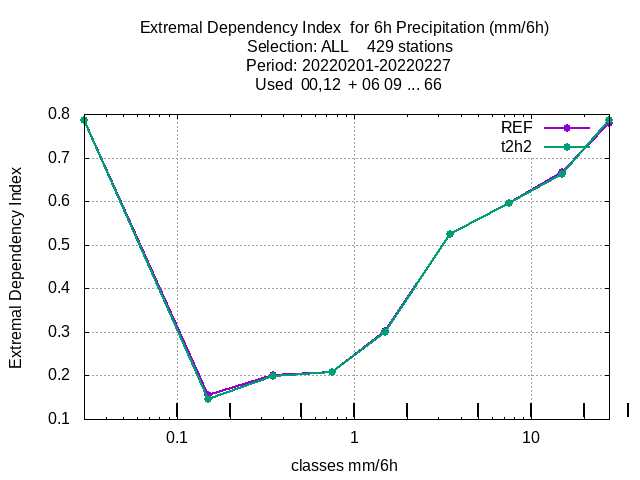 Extremal Dependency Index  for 6h Precipitation (mm/6h)
Selection: ALL    429 stations
Period: 20220201-20220227
Used  00,12  + 06 09 ... 66
REF
t2h2
0.8
0.7
0.6
0.5
0.4
0.3
0.2
0.1
Extremal Dependency Index
0.1 1 10
classes mm/6h